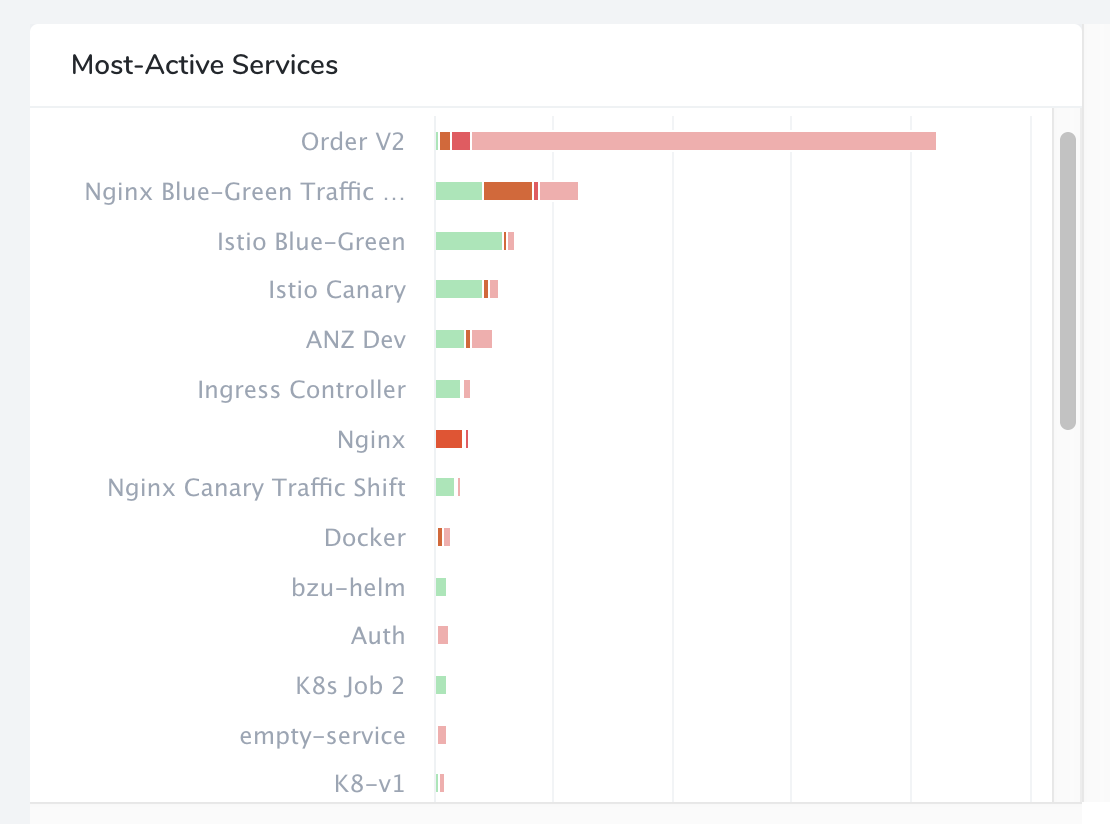 Most-Active Services
Order V2
Nginx Blue-Green Traffic ...
Istio Blue-Green
Istio Canary
ANZ Dev
Ingress Controller
Nginx
Nginx Canary Traffic Shift
Docker
bzu-helm
Auth
K8s Job 2
empty-service
K8-v1